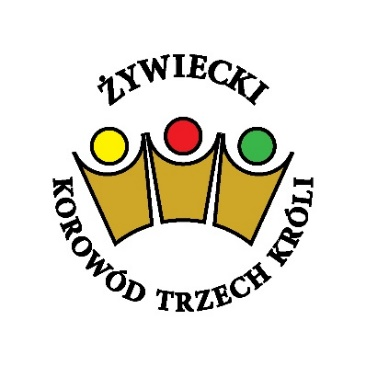 ŻYWIECKI
KOROWÓD TRZECH KRÓLI